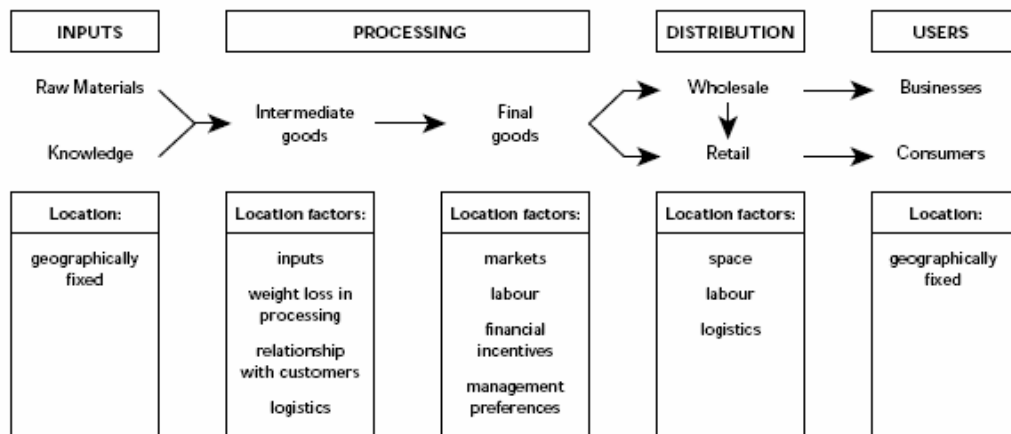 INPUTS
PROCESSING
DISTRIBUTION
USERS
Raw Materials
Knowledge
Intermediate
goods
Final
goods
Wholesale
Retail
Businesses
Consumers
Location:
geographically
fixed
Location factors:
inputs
weight loss in
processing
relationship
with customers
logistics
Location factors:
markets
labour
financial
incentives
management
preferences
Location factors:
space
labour
logistics
Location:
geographically
fixed